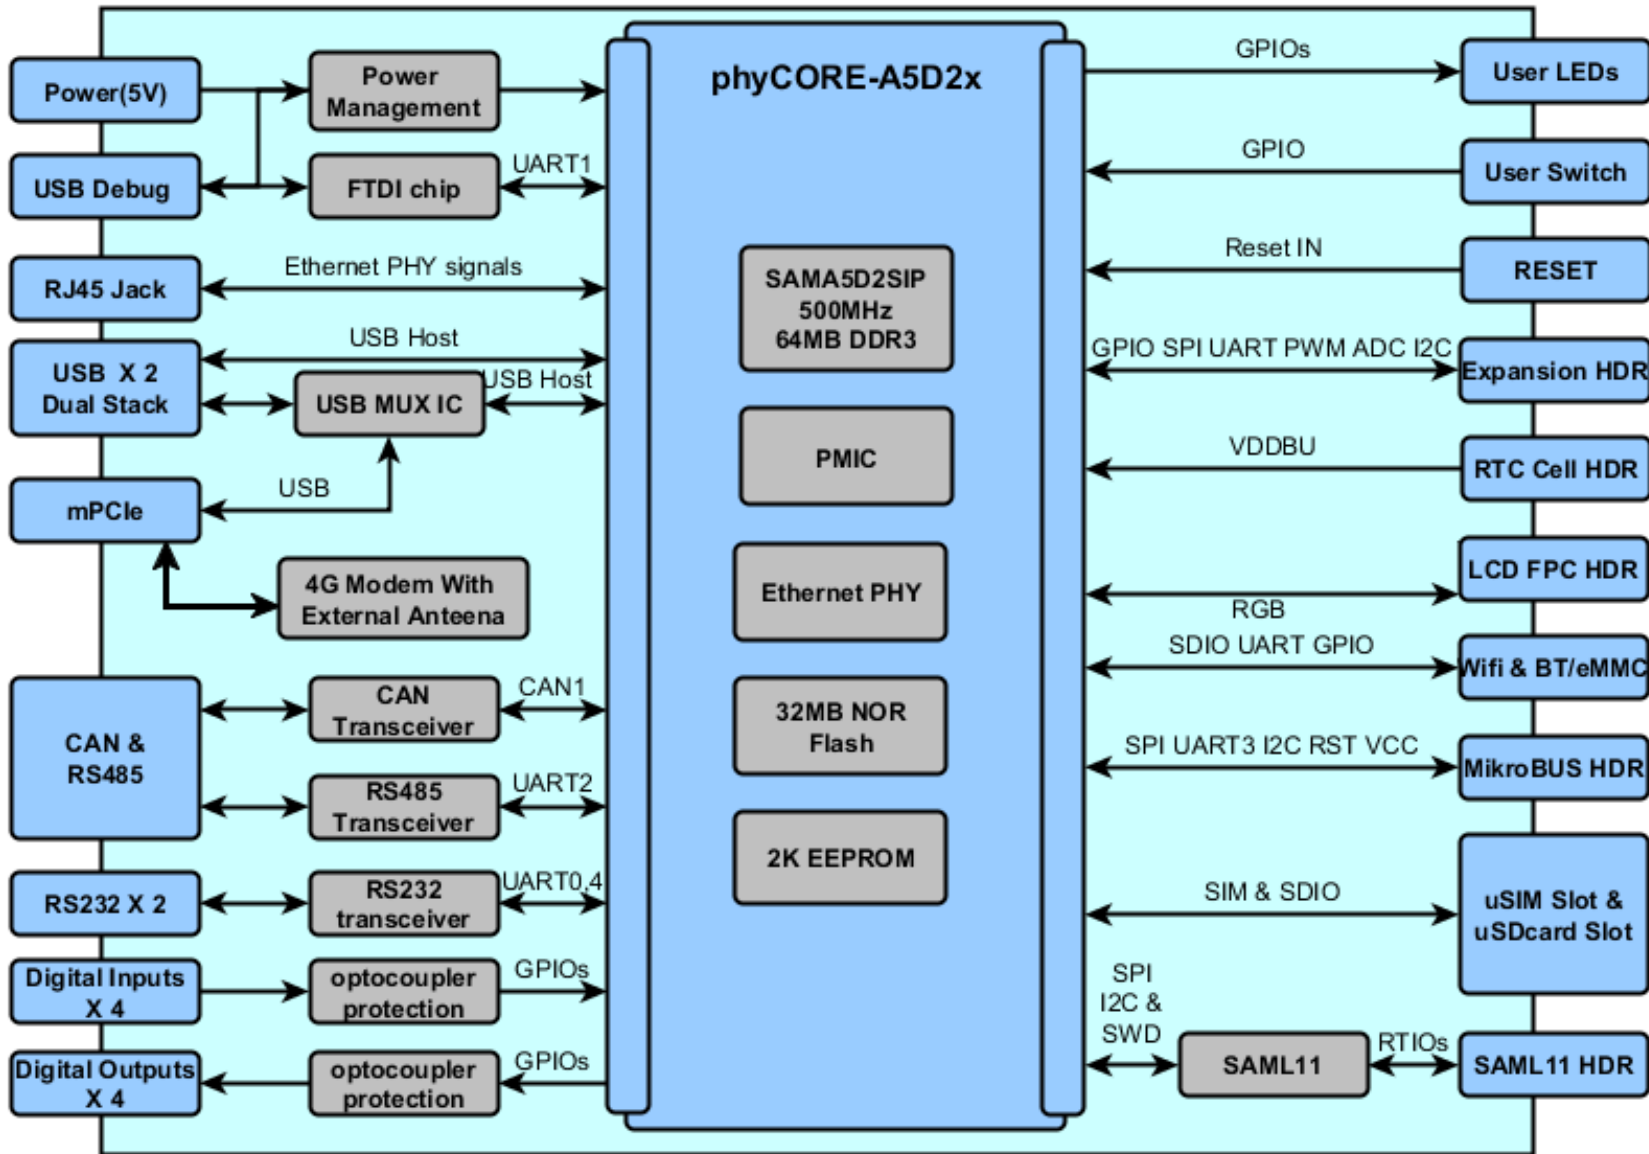 phyCORE-A5D2x
Power(5V)
Power
Management
USB Debug
FTDI chip
UART1
RJ45 Jack
Ethernet PHY signals
USB X 2
Dual Stack
USB Host
USB MUX IC
USB Host
mPCIe
USB
4G Modem With
External Anteena
CAN &
RS485
CAN
Transceiver
CAN1
RS485
Transceiver
UART2
RS232 X 2
RS232
transceiver
UART0,4
Digital Inputs
X 4
optocoupler
protection
GPIOs
Digital Outputs
X 4
optocoupler
protection
GPIOs
SAMA5D2SIP
500MHz
64MB DDR3
PMIC
Ethernet PHY
32MB NOR
Flash
2K EEPROM
GPIOs
User LEDs
GPIO
User Switch
Reset IN
RESET
GPIO SPI UART PWM ADC I2C
Expansion HDR
VDDBU
RTC Cell HDR
LCD FPC HDR
RGB
SDIO UART GPIO
Wifi & BT/eMMC
SPI UART3 I2C RST VCC
MikroBUS HDR
SIM & SDIO
uSIM Slot &
uSDcard Slot
SPI
I2C &
SWD
SAML11
RTIOs
SAML11 HDR